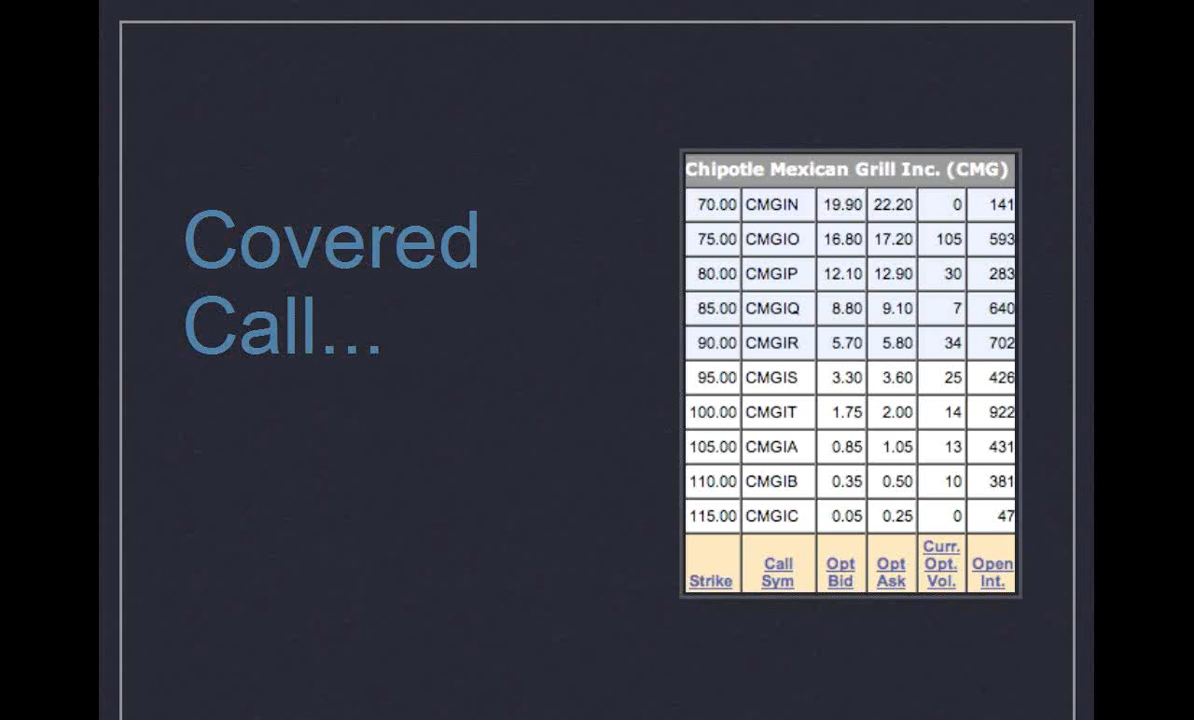 Covered
Call...
Chipotle Mexican Grill Inc. (CMG)
70.00 CMGIN 19.90 22.20 0 141
75.00 CMGIO 16.80 17.20 105 593
80.00 CMGIP 12.10 12.90 30 283
85.00 CMGIQ 8.80 9.10 7 640
90.00 CMGIR 5.70 5.80 34 702
95.00 CMGIS 3.30 3.60 25 426
100.00 CMGIT 1.75 2.00 14 922
105.00 CMGIA 0.85 1.05 13 431
110.00 CMGIB 0.35 0.50 10 381
115.00 CMGIC 0.05 0.25 0 47
Curr.
Call Opt Opt Opt. Open
Strike Sym Bid Ask Vol. Int.